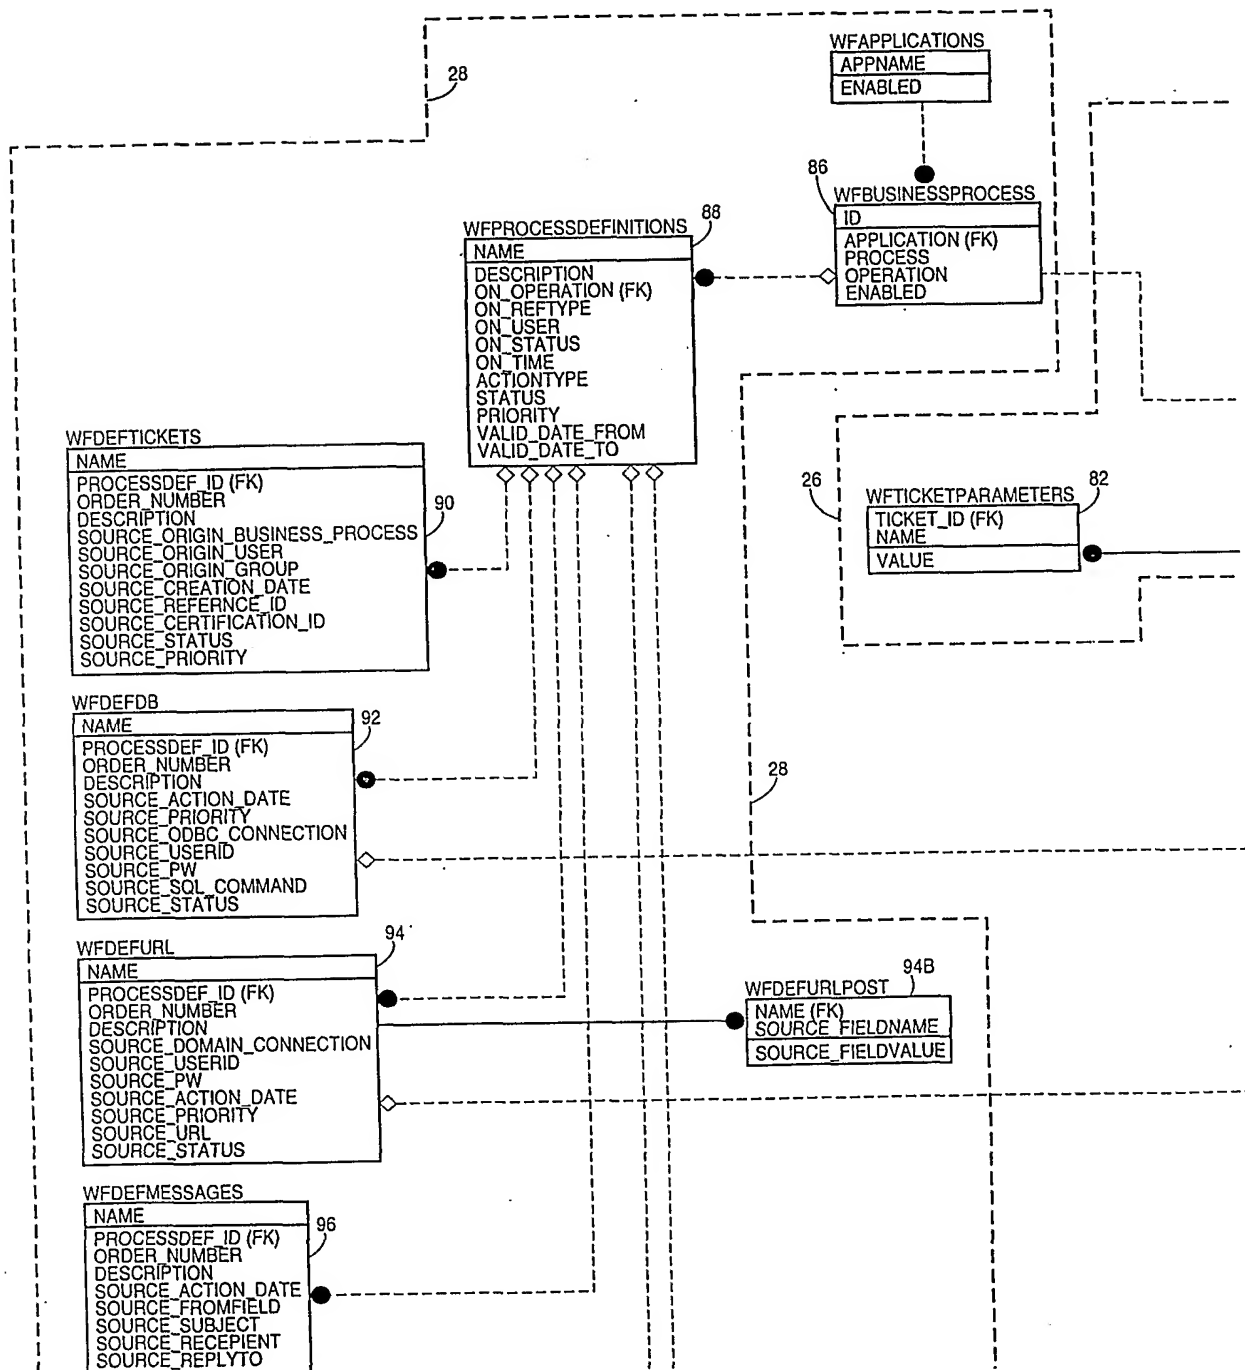 WFAPPLICATIONS
APPNAME
ENABLED
28
86
WFBUSINESSPROCESS
ID
APPLICATION (FK)
PROCESS
OPERATION
ENABLED
88
WFPROCESSDEFINITIONS
NAME
DESCRIPTION
ON_OPERATION (FK)
ON_REFTYPE
ON_USER
ON_STATUS
ON_TIME
ACTIONTYPE
STATUS
PRIORITY
VALID_DATE_FROM
VALID_DATE_TO
WFDEFTICKETS
NAME
PROCESSDEF_ID (FK)
ORDER_NUMBER
DESCRIPTION
SOURCE_ORIGIN_BUSINESS_PROCESS
SOURCE_ORIGIN_USER
SOURCE_ORIGIN_GROUP
SOURCE_CREATION_DATE
SOURCE_REFERNCE_ID
SOURCE_CERTIFICATION_ID
SOURCE_STATUS
SOURCE_PRIORITY
90
26
WFTICKETPARAMETERS
82
TICKET_ID (FK)
NAME
VALUE
WFDEFDB
NAME
92
PROCESSDEF_ID (FK)
ORDER_NUMBER
DESCRIPTION
SOURCE_ACTION_DATE
SOURCE_PRIORITY
SOURCE_ODBC_CONNECTION
SOURCE_USERID
SOURCE_PW
SOURCE_SQL_COMMAND
SOURCE_STATUS
28
WFDEFURL
94
NAME
PROCESSDEF_ID (FK)
ORDER_NUMBER
DESCRIPTION
SOURCE_DOMAIN_CONNECTION
SOURCE_USERID
SOURCE_PW
SOURCE_ACTION_DATE
SOURCE_PRIORITY
SOURCE_URL
SOURCE_STATUS
WFDEFURLPOST
94B
NAME (FK)
SOURCE_FIELDNAME
SOURCE_FIELDVALUE
WFDEFMESSAGES
NAME
96
PROCESSDEF_ID (FK)
ORDER_NUMBER
DESCRIPTION
SOURCE_ACTION_DATE
SOURCE_FROMFIELD
SOURCE_SUBJECT
SOURCE_RECEPIENT
SOURCE_REPLYTO